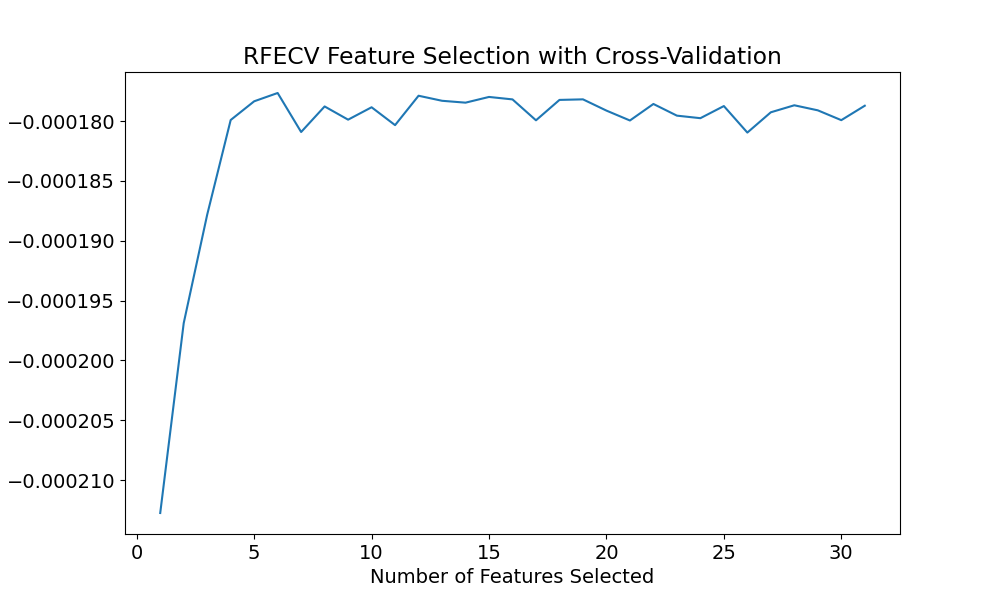 RFECV Feature Selection with Cross-Validation
−0.000180
−0.000185
−0.000190
−0.000195
−0.000200
−0.000205
−0.000210
0 5 10 15 20 25 30
Number of Features Selected